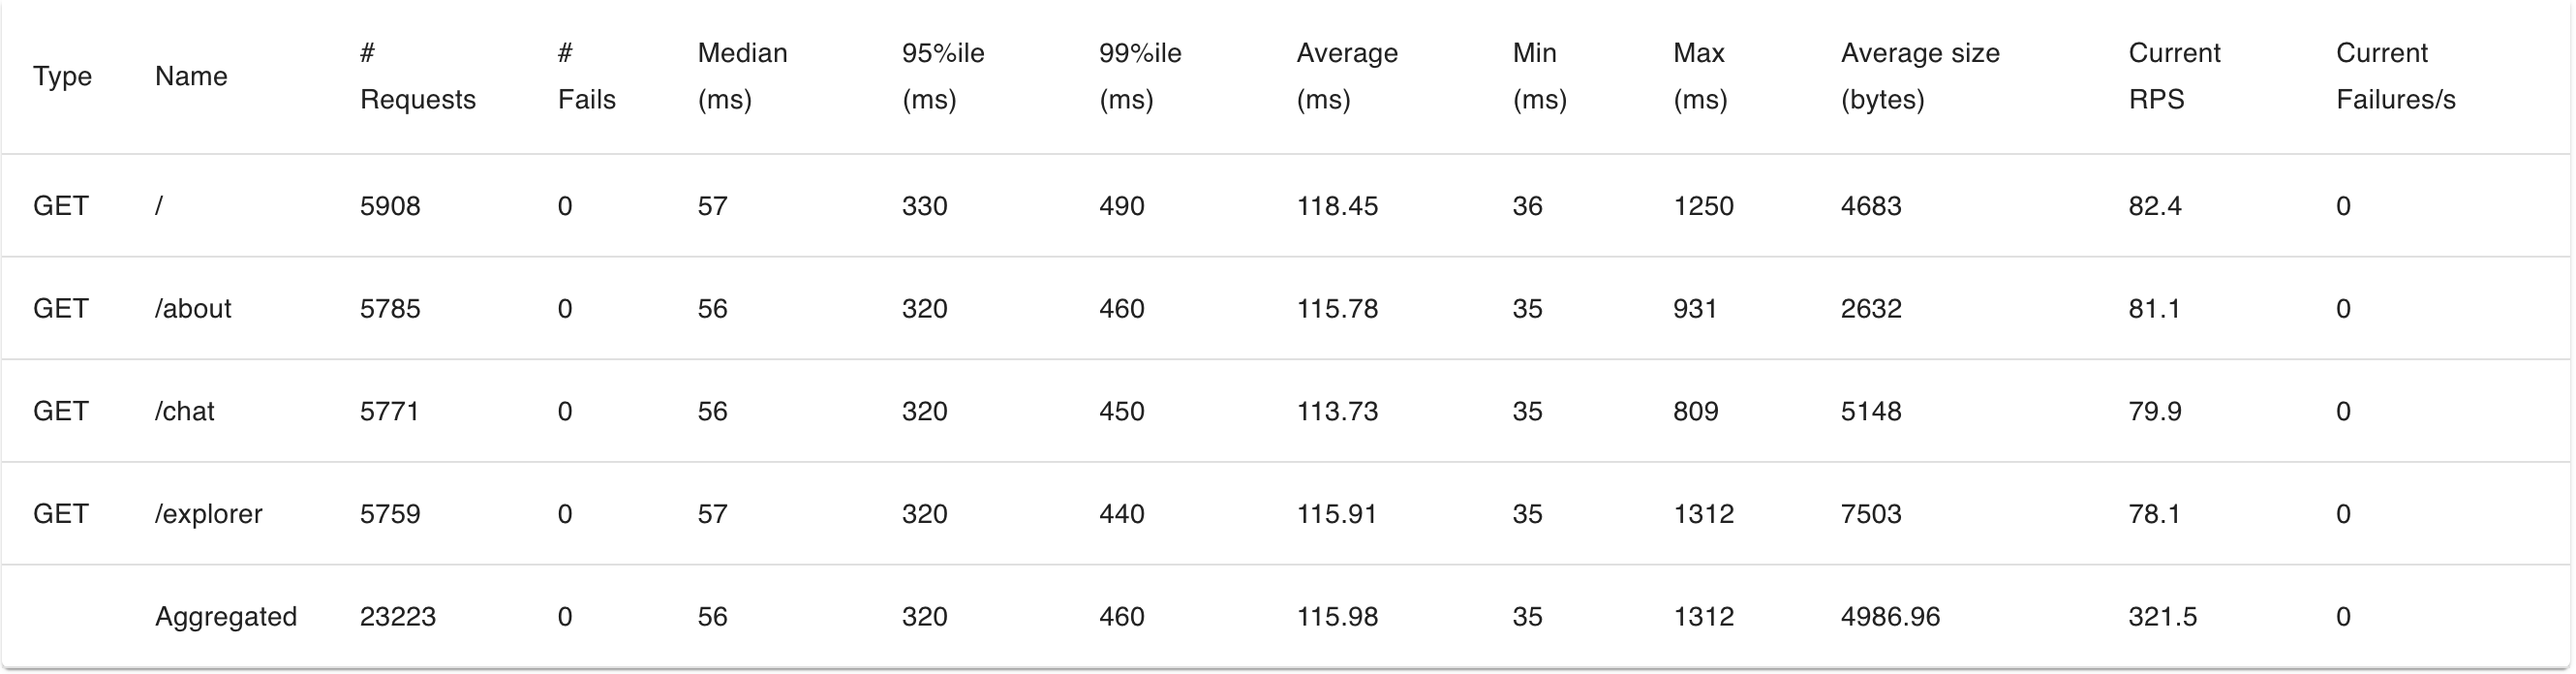 Type Name # Requests # Fails Median (ms) 95%ile (ms) 99%ile (ms) Average (ms) Min (ms) Max (ms) Average size (bytes) Current RPS Current Failures/s
GET / 5908 0 57 330 490 118.45 36 1250 4683 82.4 0
GET /about 5785 0 56 320 460 115.78 35 931 2632 81.1 0
GET /chat 5771 0 56 320 450 113.73 35 809 5148 79.9 0
GET /explorer 5759 0 57 320 440 115.91 35 1312 7503 78.1 0
Aggregated 23223 0 56 320 460 115.98 35 1312 4986.96 321.5 0